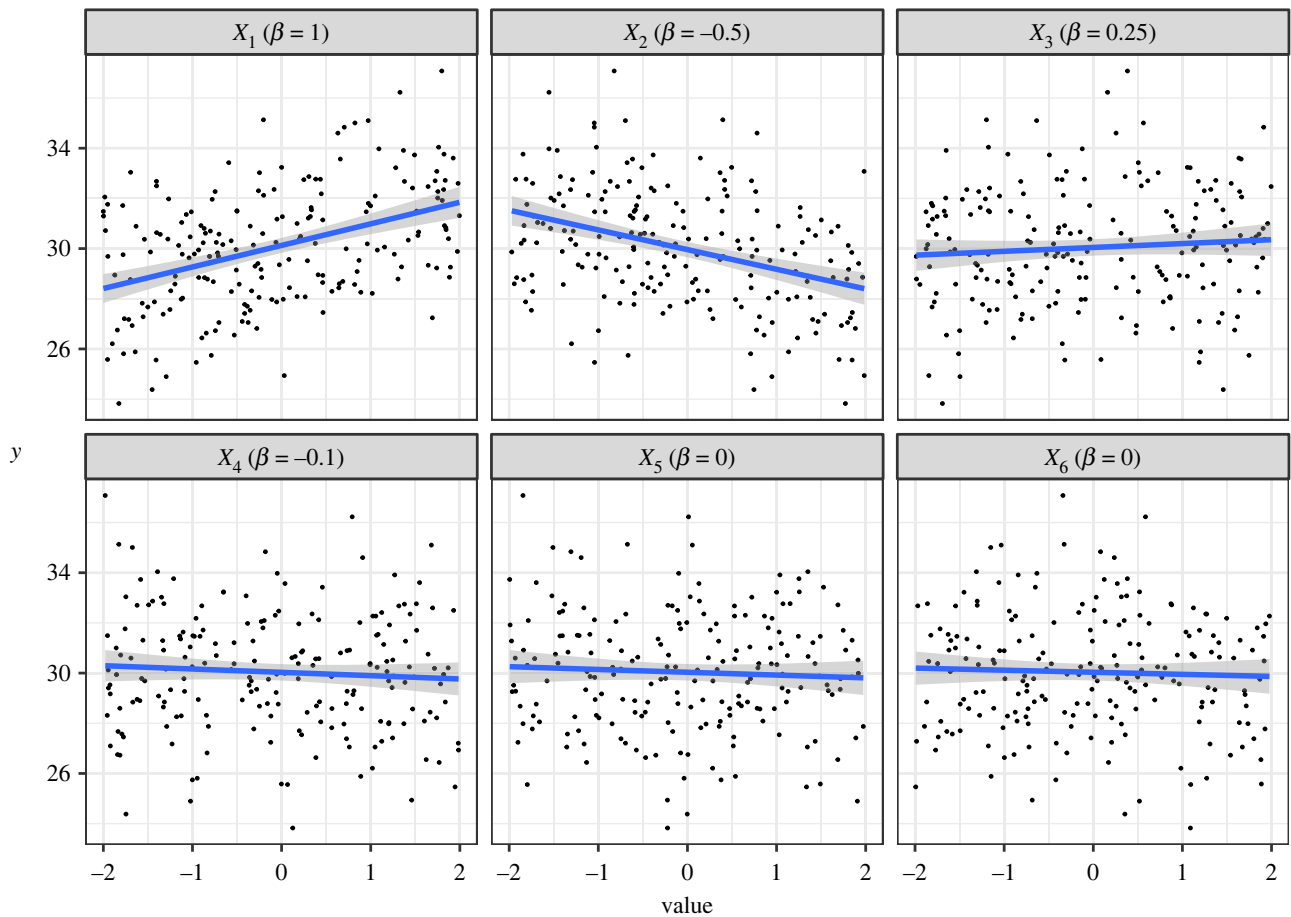 X₁ (β = 1) X₂ (β = –0.5) X₃ (β = 0.25)
34
30
26
y
X₄ (β = –0.1) X₅ (β = 0) X₆ (β = 0)
34
30
26
–2 –1 0 1 2 –2 –1 0 1 2 –2 –1 0 1 2
value